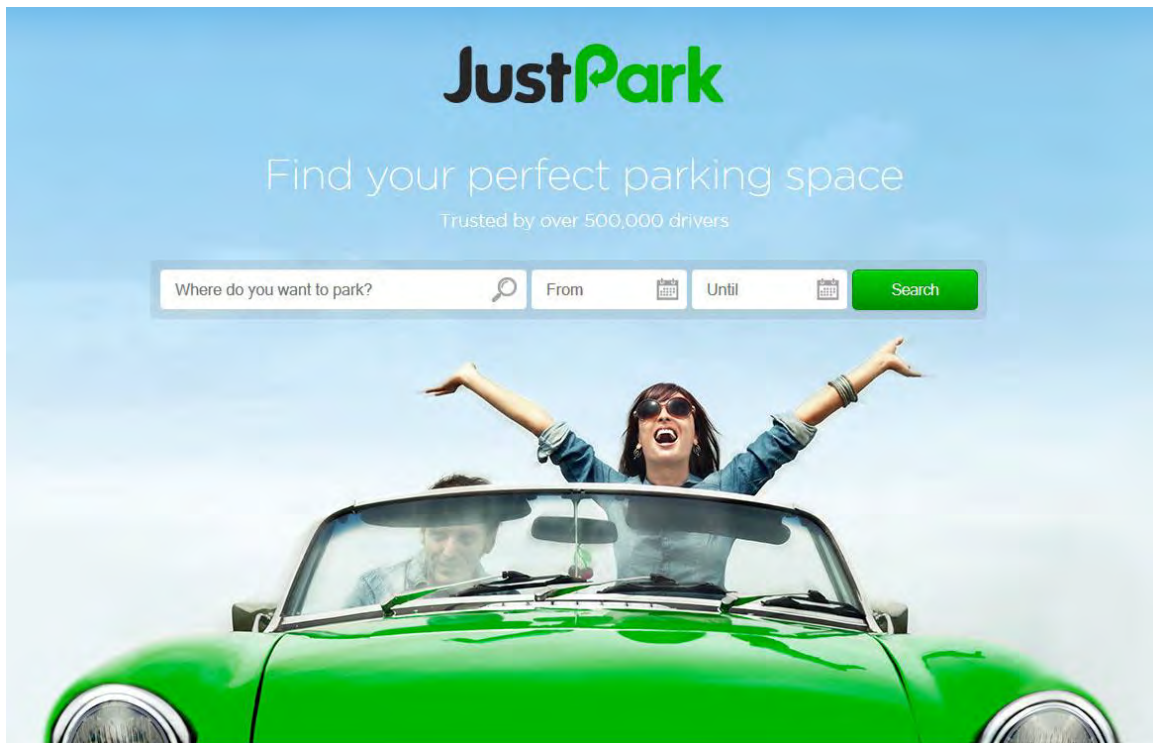 JustPark
Find your perfect parking space
Trusted by over 500,000 drivers
Where do you want to park? From Until Search